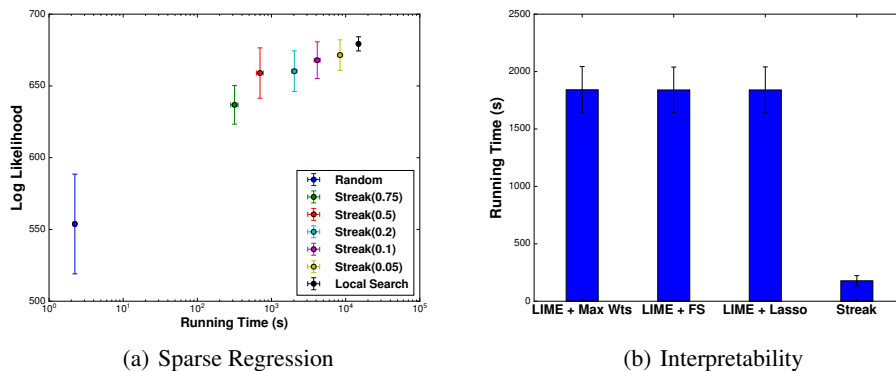 700
650
600
550
500
Log Likelihood
10^0
10^1
10^2
10^3
10^4
10^5
Running Time (s)
Random
Streak(0.75)
Streak(0.5)
Streak(0.2)
Streak(0.1)
Streak(0.05)
Local Search
(a) Sparse Regression
2500
2000
1500
1000
500
0
Running Time (s)
LIME + Max Wts
LIME + FS
LIME + Lasso
Streak
(b) Interpretability